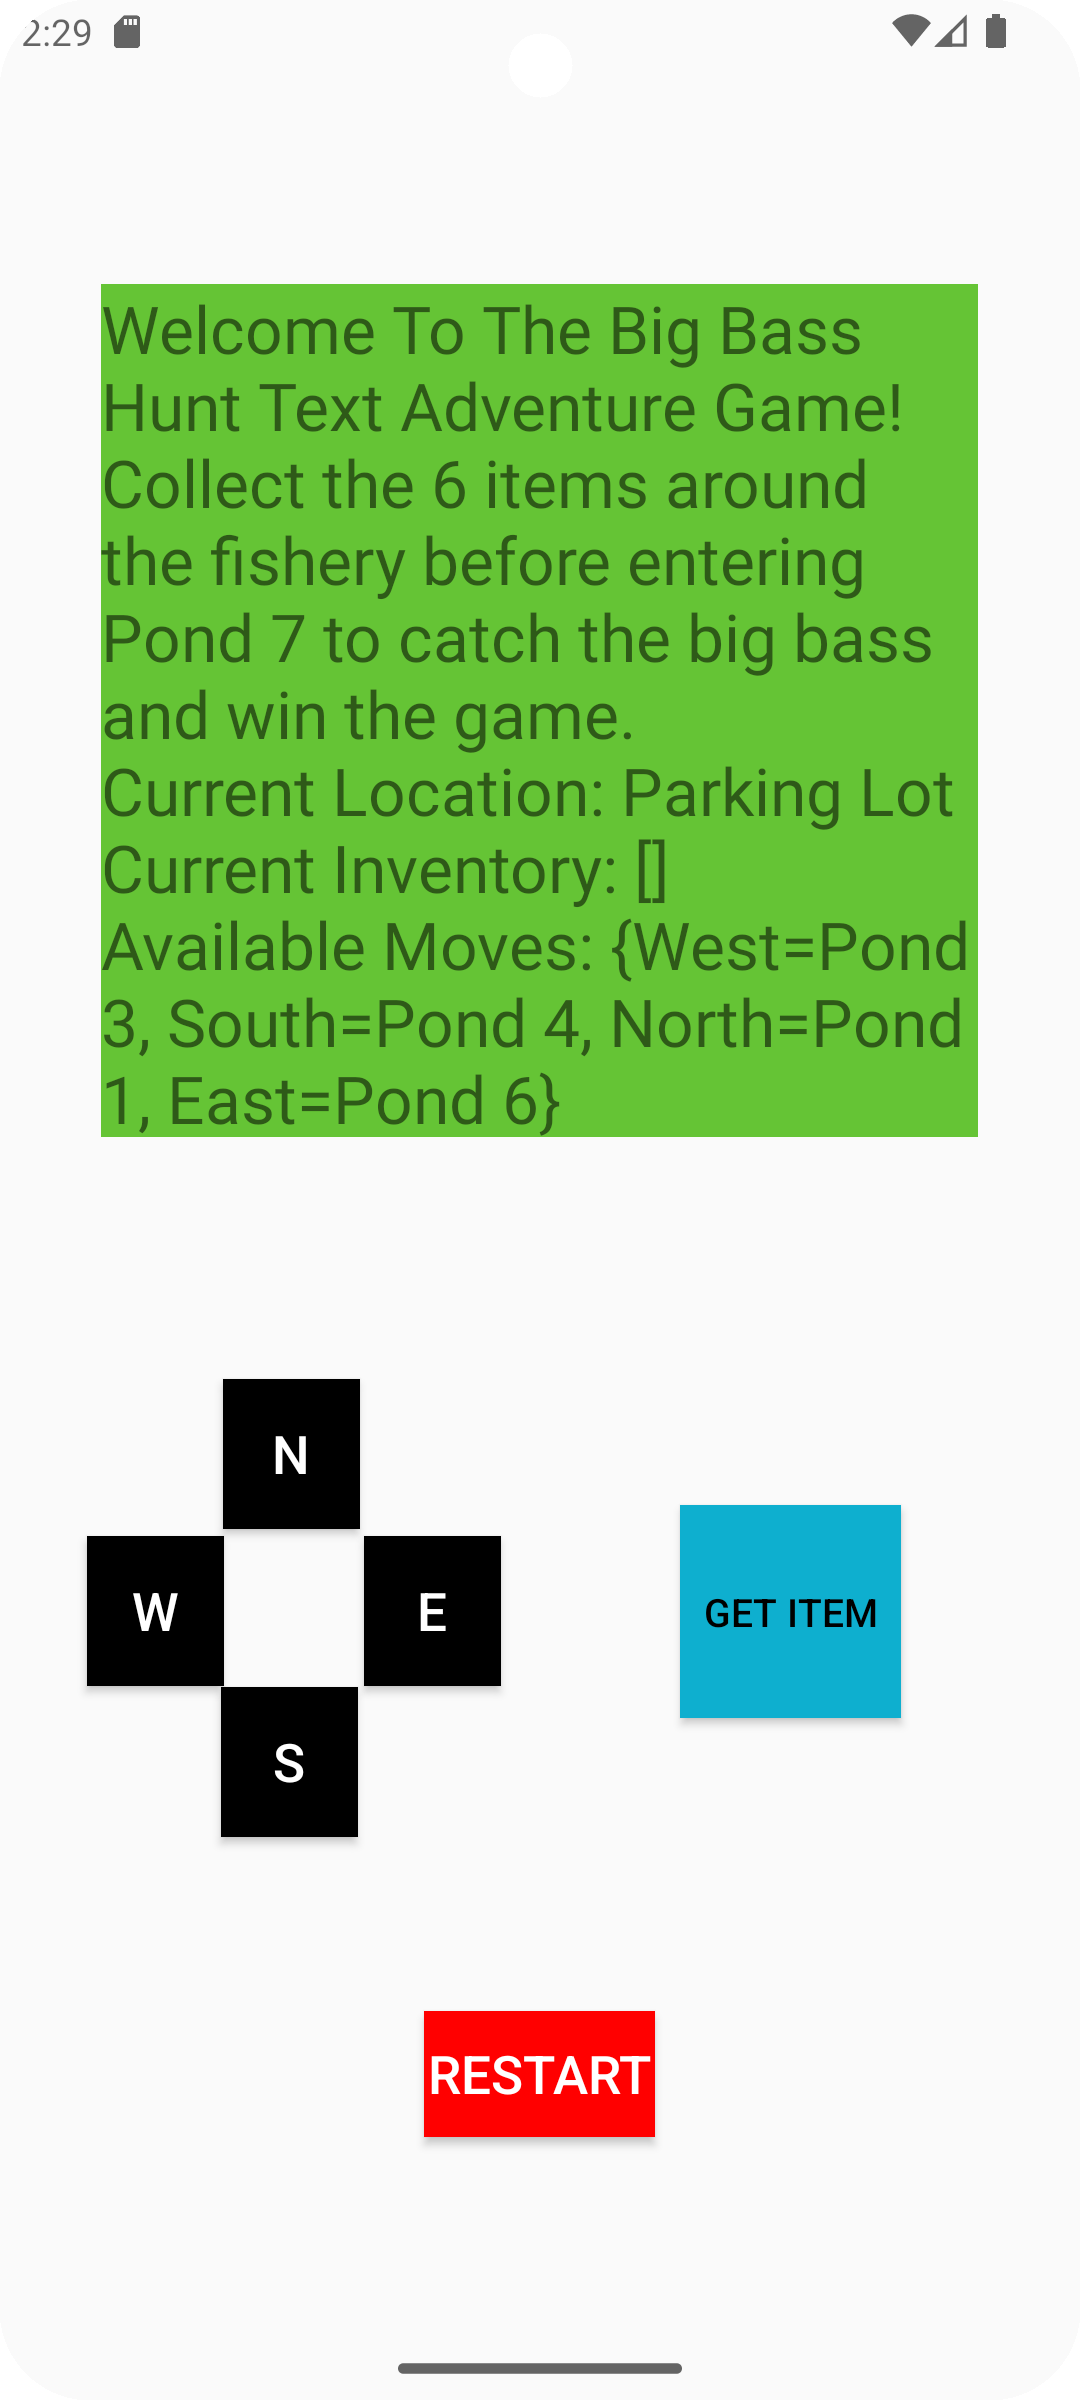 2:29
Welcome To The Big Bass
Hunt Text Adventure Game!
Collect the 6 items around
the fishery before entering
Pond 7 to catch the big bass
and win the game.
Current Location: Parking Lot
Current Inventory: []
Available Moves: {West=Pond
3, South=Pond 4, North=Pond
1, East=Pond 6}
N
W E
GET ITEM
S
RESTART